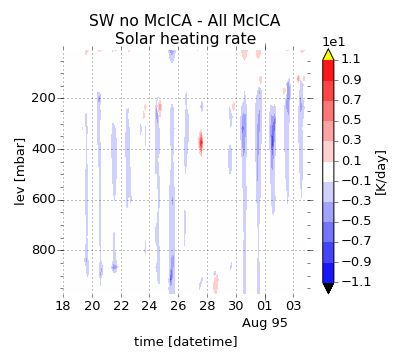 SW no McICA - All McICA
Solar heating rate
1e1
1.1
0.9
0.7
0.5
0.3
0.1
−0.1
−0.3
−0.5
−0.7
−0.9
−1.1
[K/day]
lev [mbar]
200
400
600
800
18 20 22 24 26 28 30 01 03
Aug 95
time [datetime]